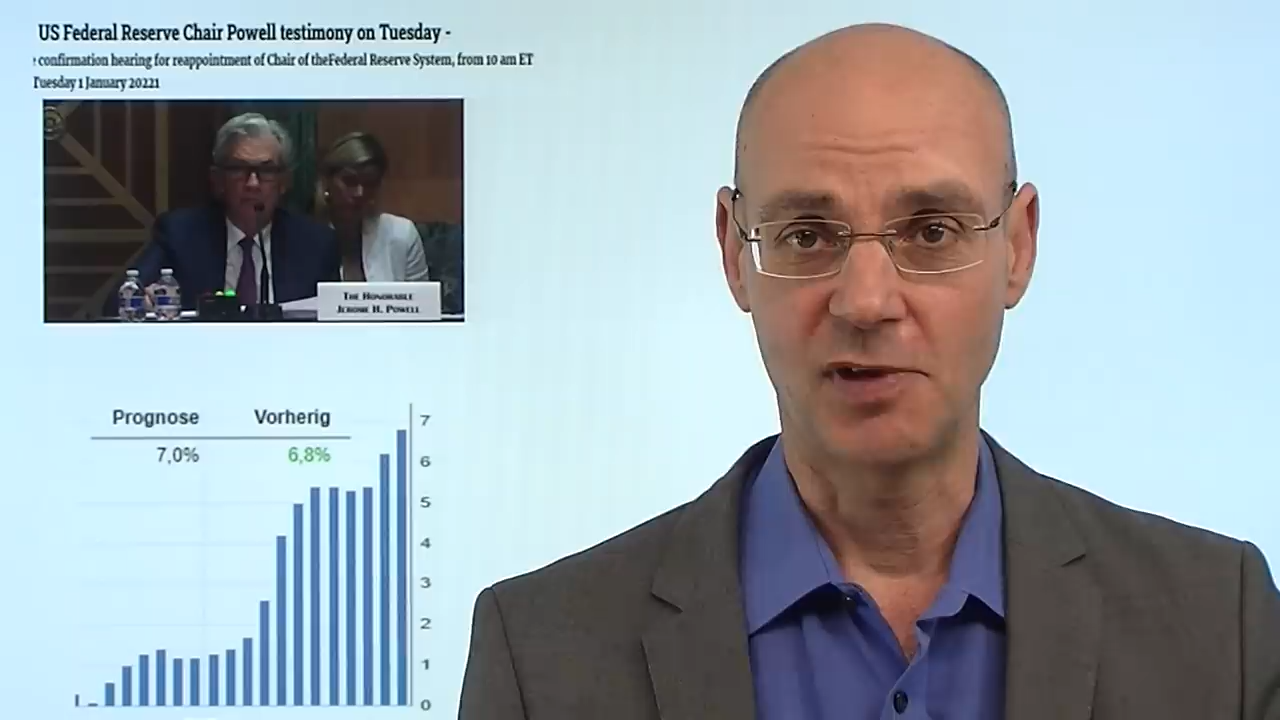 US Federal Reserve Chair Powell testimony on Tuesday -
confirmation hearing for reappointment of Chair of theFederal Reserve System, from 10 am ET
Tuesday 1 January 20221
THE HONORABLE
JEROME H. POWELL
Prognose Vorherig
7,0% 6,8%
7
6
5
4
3
2
1
0